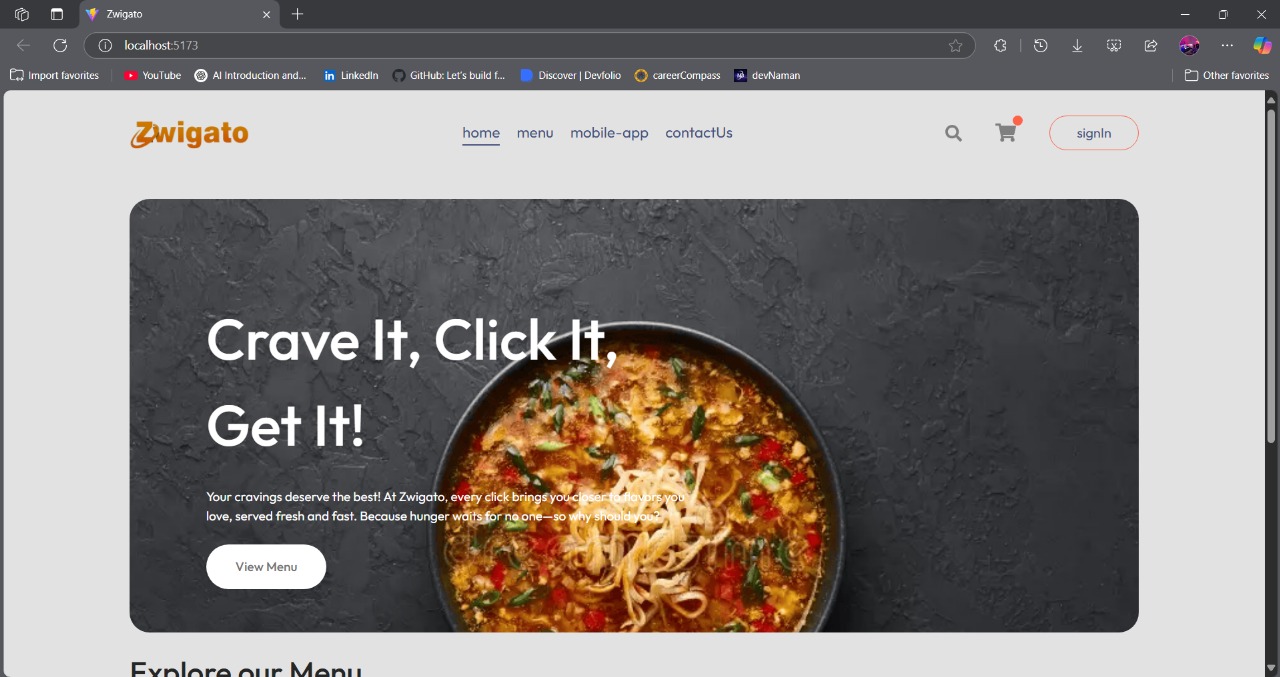 Zwigato
localhost:5173
Import favorites
YouTube
AI Introduction and...
LinkedIn
GitHub: Let's build f...
Discover | Devfolio
careerCompass
devNaman
Other favorites
Zwigato
home
menu
mobile-app
contactUs
signIn
Crave It, Click It,
Get It!
Your cravings deserve the best! At Zwigato, every click brings you closer to flavors you
love, served fresh and fast. Because hunger waits for no one—so why should you?
View Menu
Explore our Menu